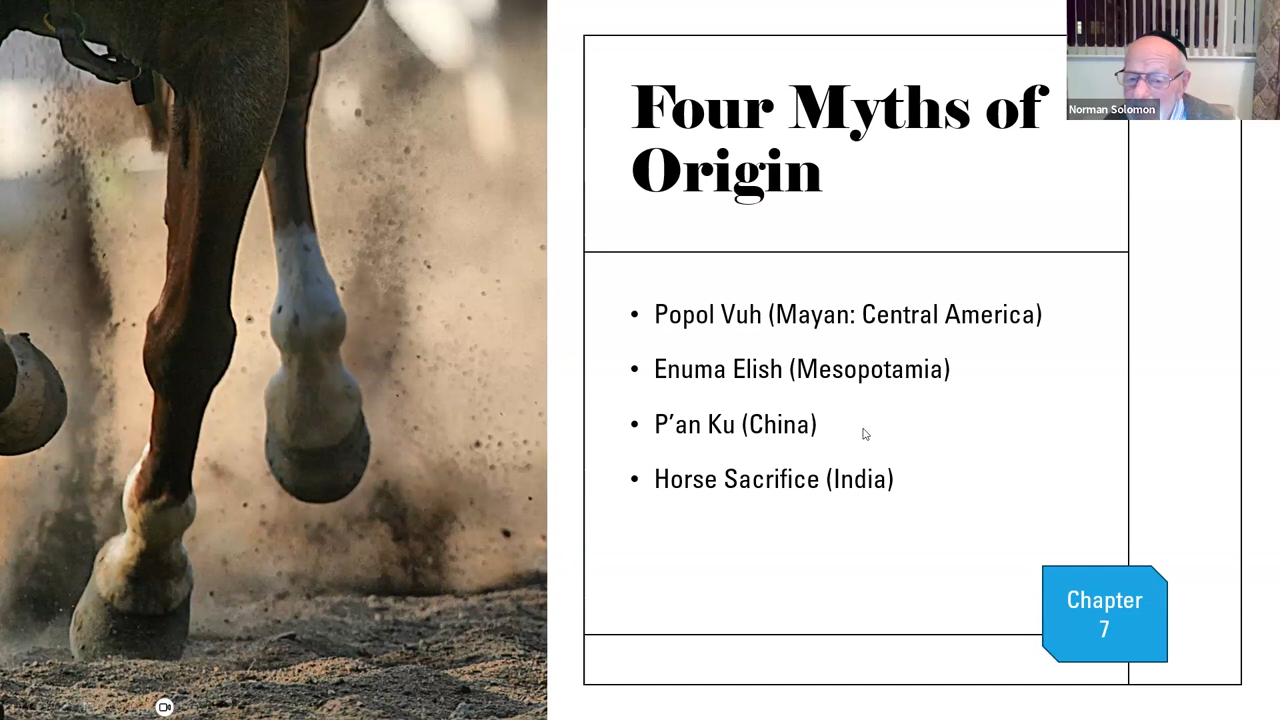 Four Myths of
Origin
Norman Solomon
• Popol Vuh (Mayan: Central America)
• Enuma Elish (Mesopotamia)
• P’an Ku (China)
• Horse Sacrifice (India)
Chapter
7